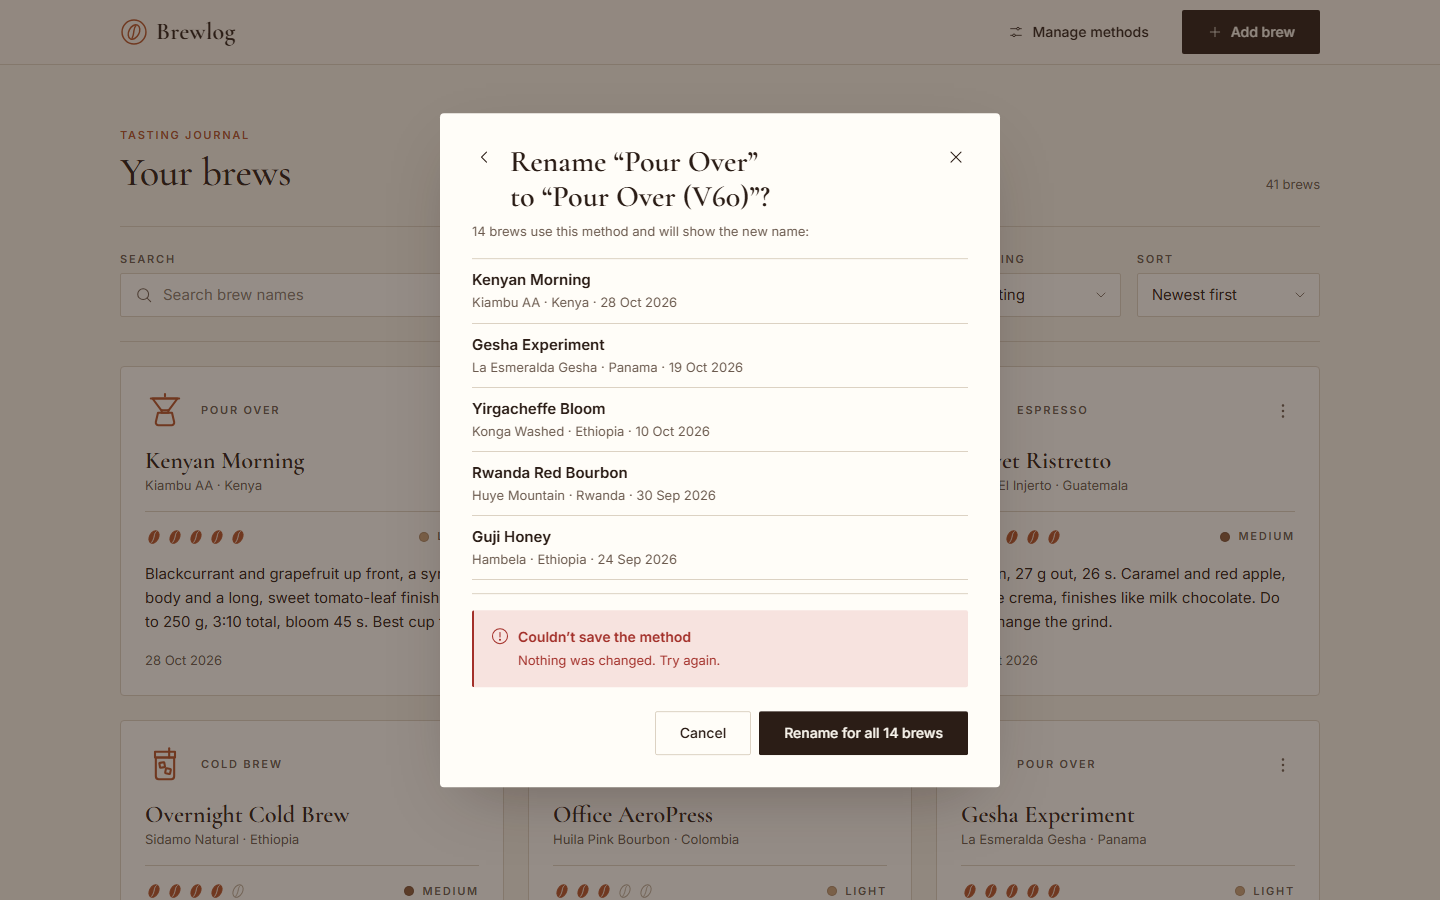 Brewlog
Manage methods
Add brew
TASTING JOURNAL
Your brews
41 brews
SEARCH
Search brew names
SORT
Newest first
POUR OVER
Kenyan Morning
Kiambu AA · Kenya
Blackcurrant and grapefruit up front, a
body and a long, sweet tomato-leaf finish
to 250 g, 3:10 total, bloom 45 s. Best cup
28 Oct 2026
ESPRESSO
Ristretto
El Injerto · Guatemala
MEDIUM
27 g out, 26 s. Caramel and red apple,
crema, finishes like milk chocolate. Do
the grind.
2026
Rename “Pour Over”
to “Pour Over (V60)”?
14 brews use this method and will show the new name:
Kenyan Morning
Kiambu AA · Kenya · 28 Oct 2026
Gesha Experiment
La Esmeralda Gesha · Panama · 19 Oct 2026
Yirgacheffe Bloom
Konga Washed · Ethiopia · 10 Oct 2026
Rwanda Red Bourbon
Huye Mountain · Rwanda · 30 Sep 2026
Guji Honey
Hambela · Ethiopia · 24 Sep 2026
Couldn’t save the method
Nothing was changed. Try again.
Cancel
Rename for all 14 brews
COLD BREW
Overnight Cold Brew
Sidamo Natural · Ethiopia
MEDIUM
Office AeroPress
Huila Pink Bourbon · Colombia
LIGHT
POUR OVER
Gesha Experiment
La Esmeralda Gesha · Panama
LIGHT